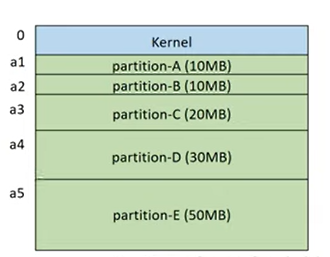 0
Kernel
a1
partition-A (10MB)
a2
partition-B (10MB)
a3
partition-C (20MB)
a4
partition-D (30MB)
a5
partition-E (50MB)